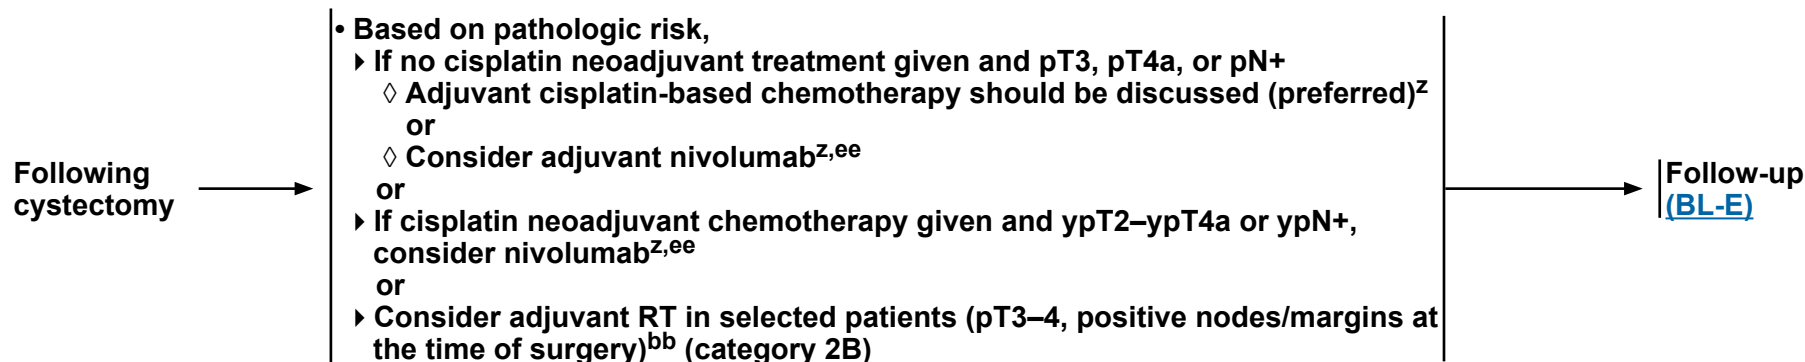 • Based on pathologic risk,
▸ If no cisplatin neoadjuvant treatment given and pT3, pT4a, or pN+
◊ Adjuvant cisplatin-based chemotherapy should be discussed (preferred)z
or
◊ Consider adjuvant nivolumabz,ee
or
▸ If cisplatin neoadjuvant chemotherapy given and ypT2–ypT4a or ypN+,
consider nivolumabz,ee
or
▸ Consider adjuvant RT in selected patients (pT3–4, positive nodes/margins at
the time of surgery)bb (category 2B)
Following
cystectomy
Follow-up
(BL-E)